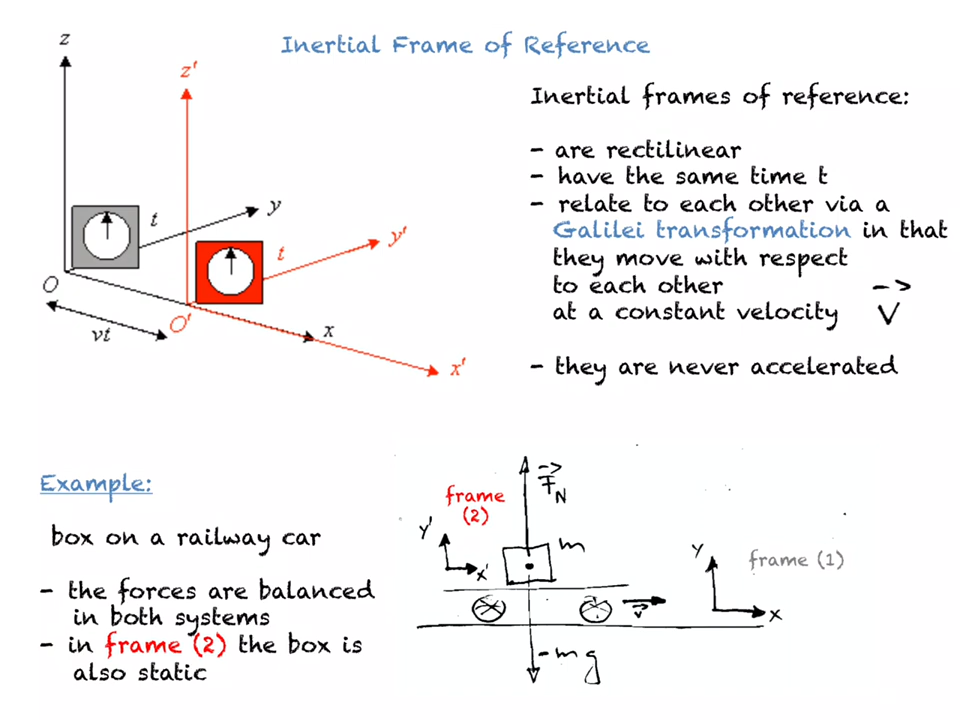 Inertial Frame of Reference
z
z'
Inertial frames of reference:
- are rectilinear
- have the same time t
- relate to each other via a
Galilei transformation in that
they move with respect
to each other
at a constant velocity V
- they are never accelerated
t
y
t
y'
O
O'
vt
x
x'
Example:
box on a railway car
- the forces are balanced
in both systems
- in frame (2) the box is
also static
frame
(2)
F_N
Y'
X'
m
Y
frame (1)
X
v
-mg